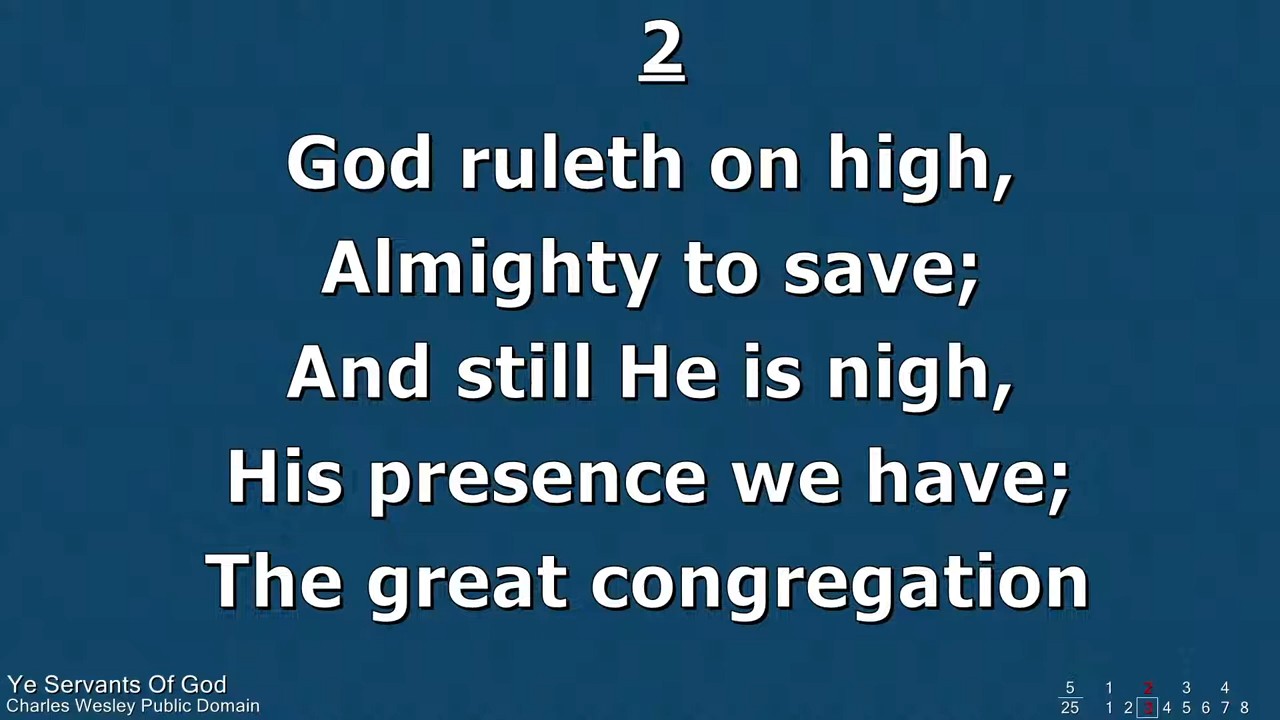 2
God ruleth on high,
Almighty to save;
And still He is nigh,
His presence we have;
The great congregation
Ye Servants Of God
Charles Wesley Public Domain
5 1 2 3 4
25 1 2 3 4 5 6 7 8